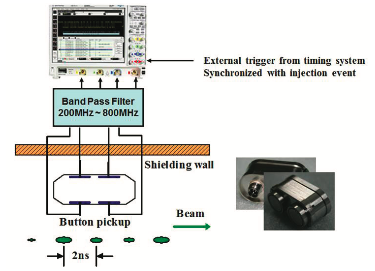 External trigger from timing system
Synchronized with injection event
Band Pass Filter
200MHz ~ 800MHz
Shielding wall
Button pickup
Beam
2ns